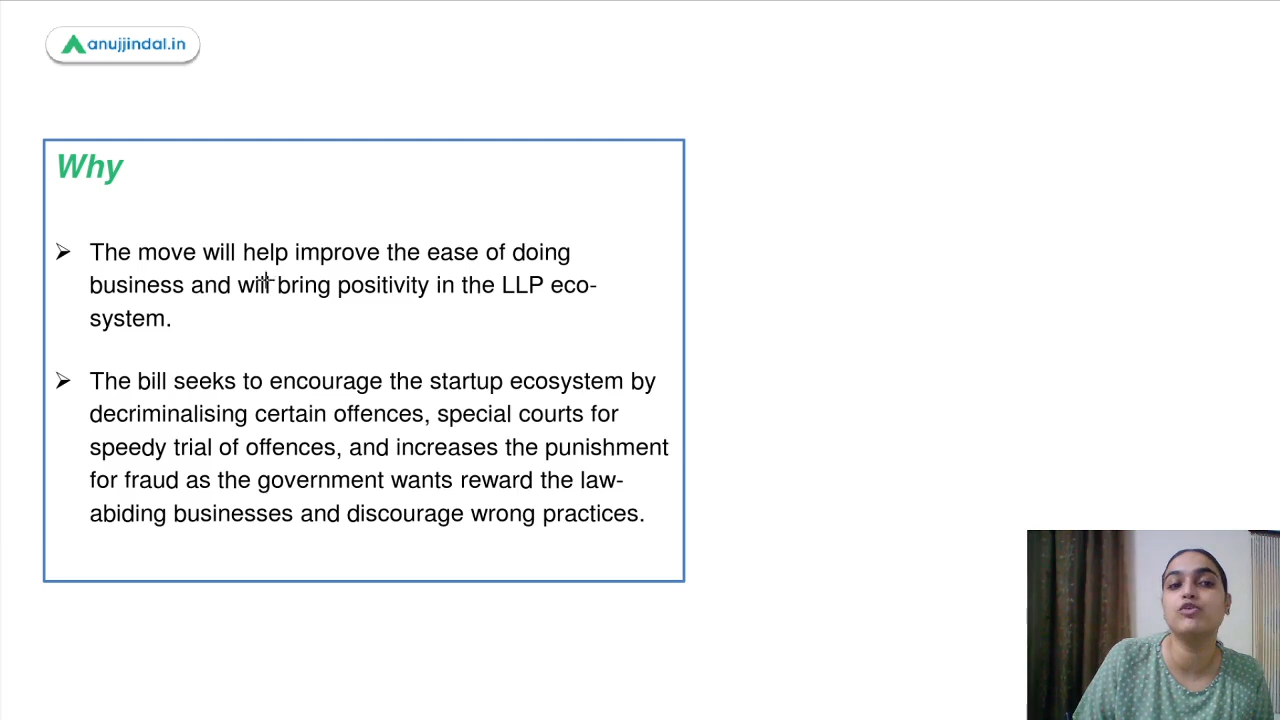 anujjindal.in
Why
The move will help improve the ease of doing
business and will bring positivity in the LLP eco-
system.
The bill seeks to encourage the startup ecosystem by
decriminalising certain offences, special courts for
speedy trial of offences, and increases the punishment
for fraud as the government wants reward the law-
abiding businesses and discourage wrong practices.